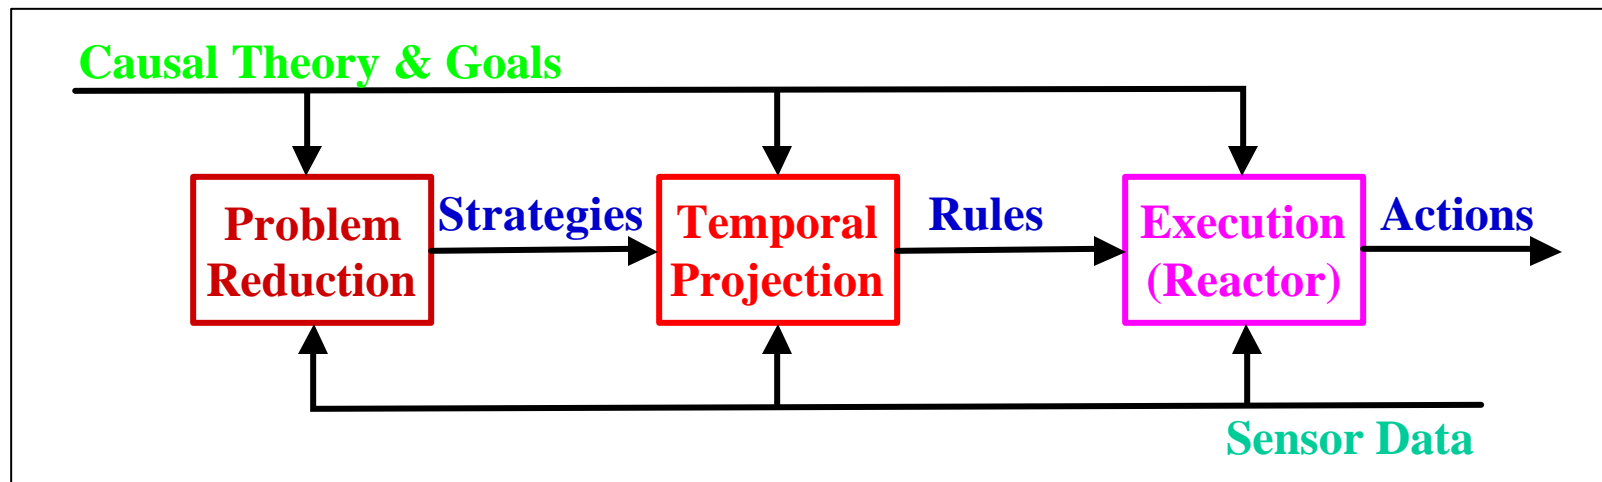 Causal Theory & Goals
Problem
Reduction
Strategies
Temporal
Projection
Rules
Execution
(Reactor)
Actions
Sensor Data